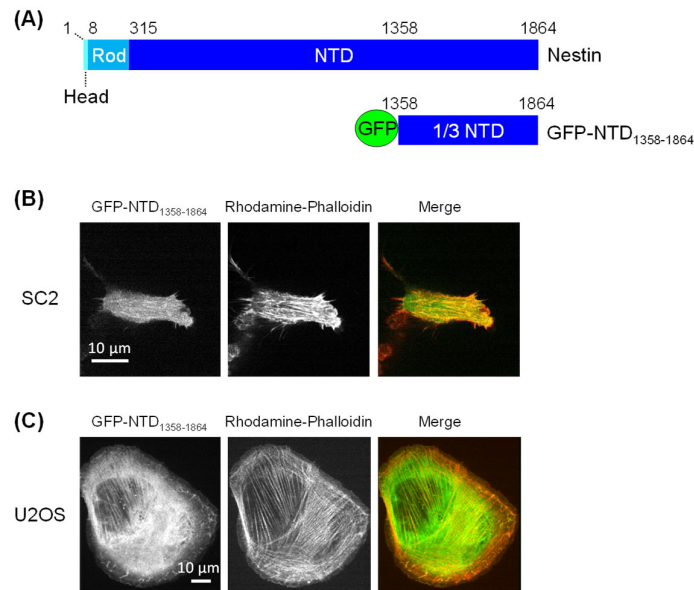 (A)
1 8 315 1358 1864
Rod NTD Nestin
Head
1358 1864
GFP 1/3 NTD GFP-NTD1358-1864
(B)
GFP-NTD1358-1864 Rhodamine-Phalloidin Merge
SC2
10 µm
(C)
GFP-NTD1358-1864 Rhodamine-Phalloidin Merge
U2OS
10 µm